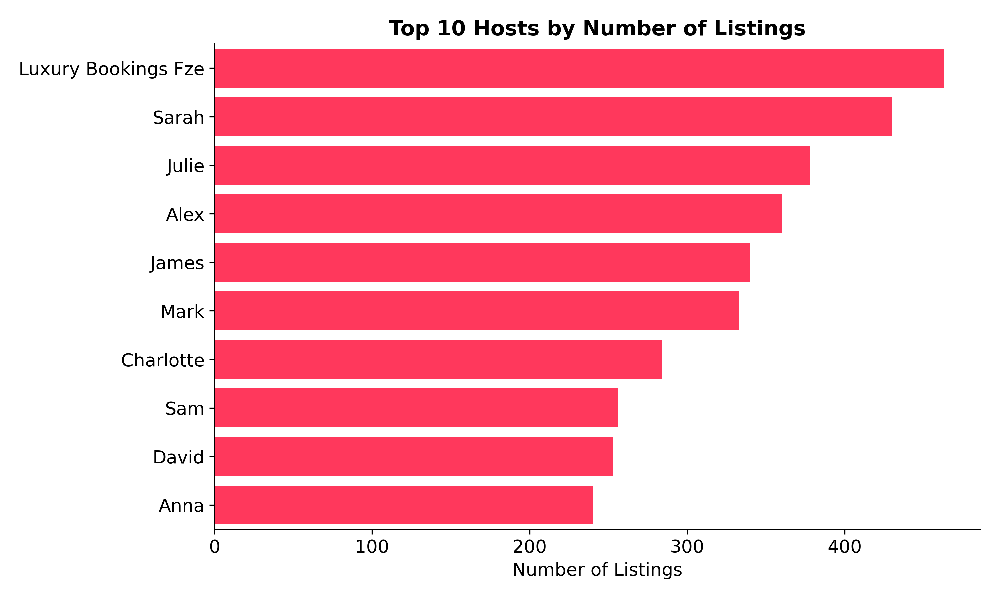 Top 10 Hosts by Number of Listings
Luxury Bookings Fze
Sarah
Julie
Alex
James
Mark
Charlotte
Sam
David
Anna
0 100 200 300 400
Number of Listings